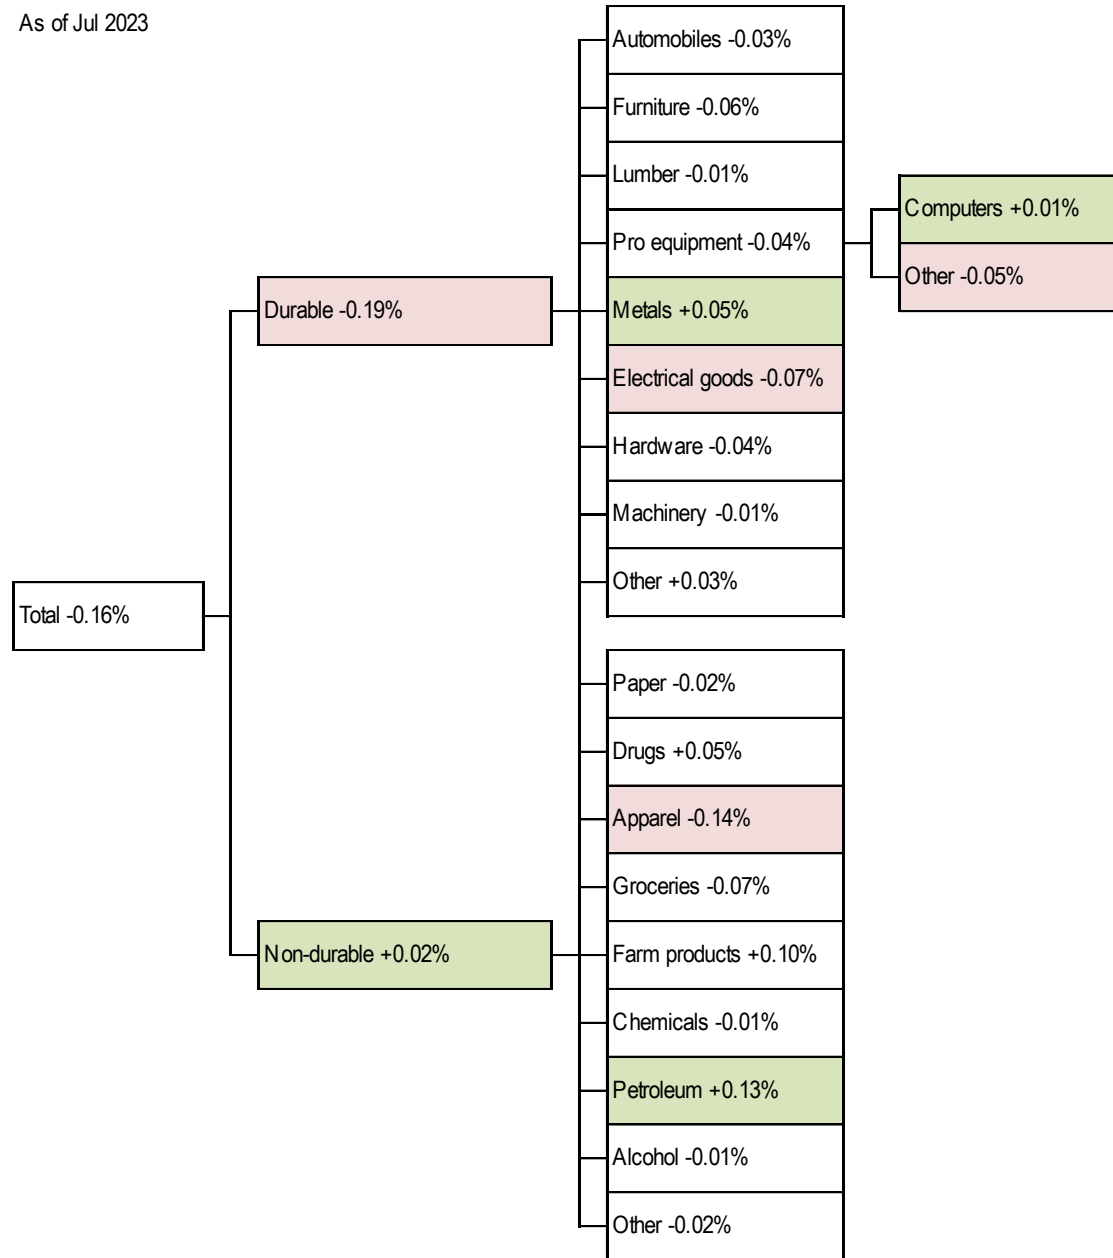 As of Jul 2023
Automobiles -0.03%
Furniture -0.06%
Lumber -0.01%
Pro equipment -0.04%
Computers +0.01%
Other -0.05%
Durable -0.19%
Metals +0.05%
Electrical goods -0.07%
Hardware -0.04%
Machinery -0.01%
Other +0.03%
Total -0.16%
Paper -0.02%
Drugs +0.05%
Apparel -0.14%
Groceries -0.07%
Non-durable +0.02%
Farm products +0.10%
Chemicals -0.01%
Petroleum +0.13%
Alcohol -0.01%
Other -0.02%